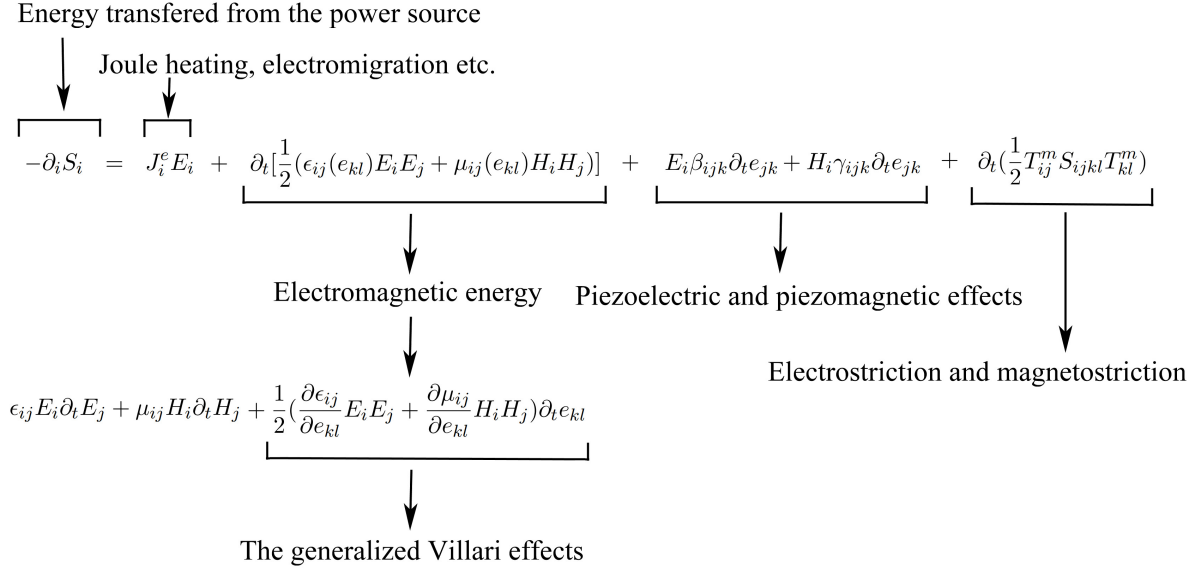 Energy transfered from the power source
Joule heating, electromigration etc.
$-\partial_i S_i = J_i^e E_i + \partial_t[\frac{1}{2}(\epsilon_{ij}(e_{kl})E_iE_j + \mu_{ij}(e_{kl})H_iH_j)] + E_i\beta_{ijk}\partial_t e_{jk} + H_i\gamma_{ijk}\partial_t e_{jk} + \partial_t(\frac{1}{2}T_{ij}^m S_{ijkl}T_{kl}^m)$
Electromagnetic energy
Piezoelectric and piezomagnetic effects
Electrostriction and magnetostriction
$\epsilon_{ij}E_i\partial_t E_j + \mu_{ij}H_i\partial_t H_j + \frac{1}{2}(\frac{\partial \epsilon_{ij}}{\partial e_{kl}}E_iE_j + \frac{\partial \mu_{ij}}{\partial e_{kl}}H_iH_j)\partial_t e_{kl}$
The generalized Villari effects